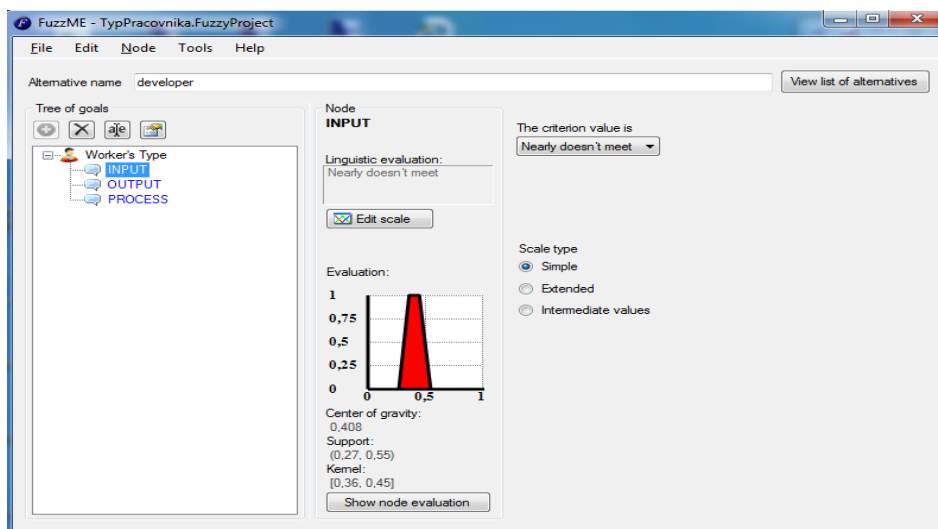 FuzzME - TypPracovnika.FuzzyProject
File Edit Node Tools Help
Alternative name developer View list of alternatives
Tree of goals
aje
Worker's Type
INPUT
OUTPUT
PROCESS
Node
INPUT
Linguistic evaluation:
Nearly doesn´t meet
Edit scale
Evaluation:
1
0,75
0,5
0,25
0
0 0,5 1
Center of gravity:
0,408
Support:
(0,27, 0,55)
Kernel:
[0,36, 0,45]
Show node evaluation
The criterion value is
Nearly doesn´t meet
Scale type
Simple
Extended
Intermediate values